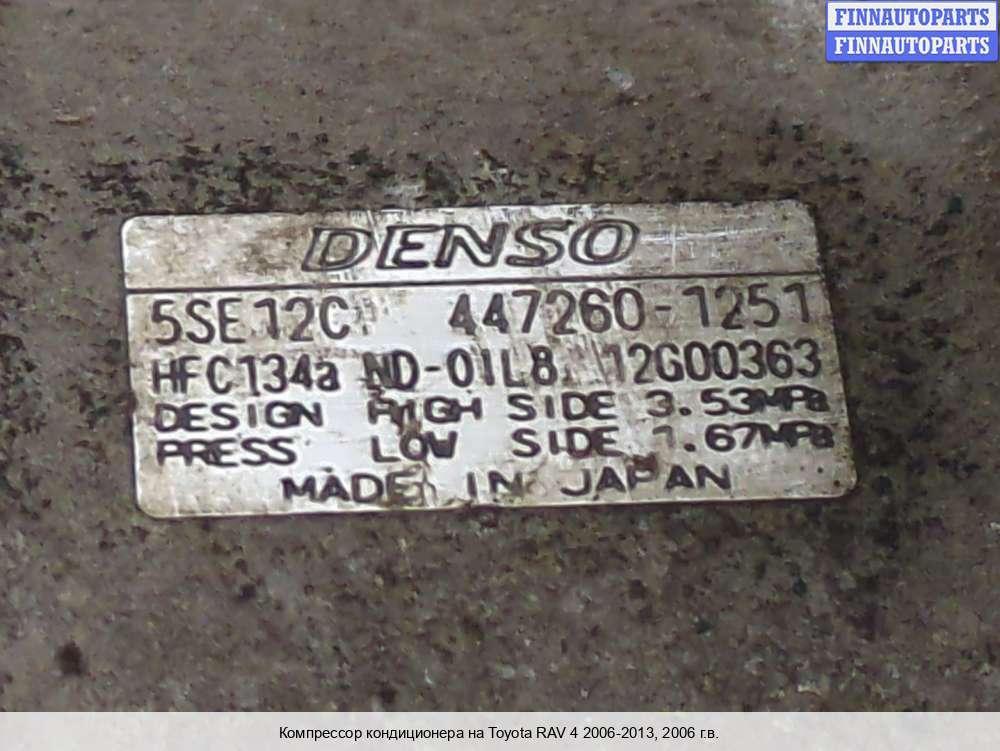 FINNAUTOPARTS
FINNAUTOPARTS
DENSO
5SE12C 447260-1251
HFC134a ND-OIL8 12G00363
DESIGN HIGH SIDE 3.53MPa
PRESS LOW SIDE 1.67MPa
MADE IN JAPAN
Компрессор кондиционера на Toyota RAV 4 2006-2013, 2006 г.в.